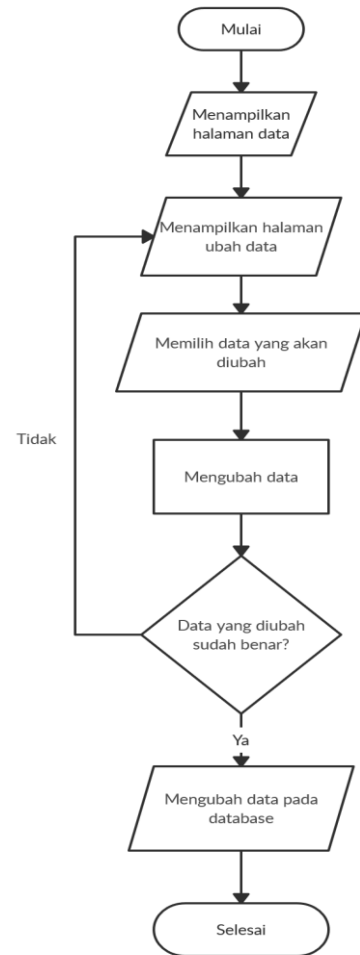 Mulai
Menampilkan
halaman data
Menampilkan halaman
ubah data
Memilih data yang akan
diubah
Tidak
Mengubah data
Data yang diubah
sudah benar?
Ya
Mengubah data pada
database
Selesai